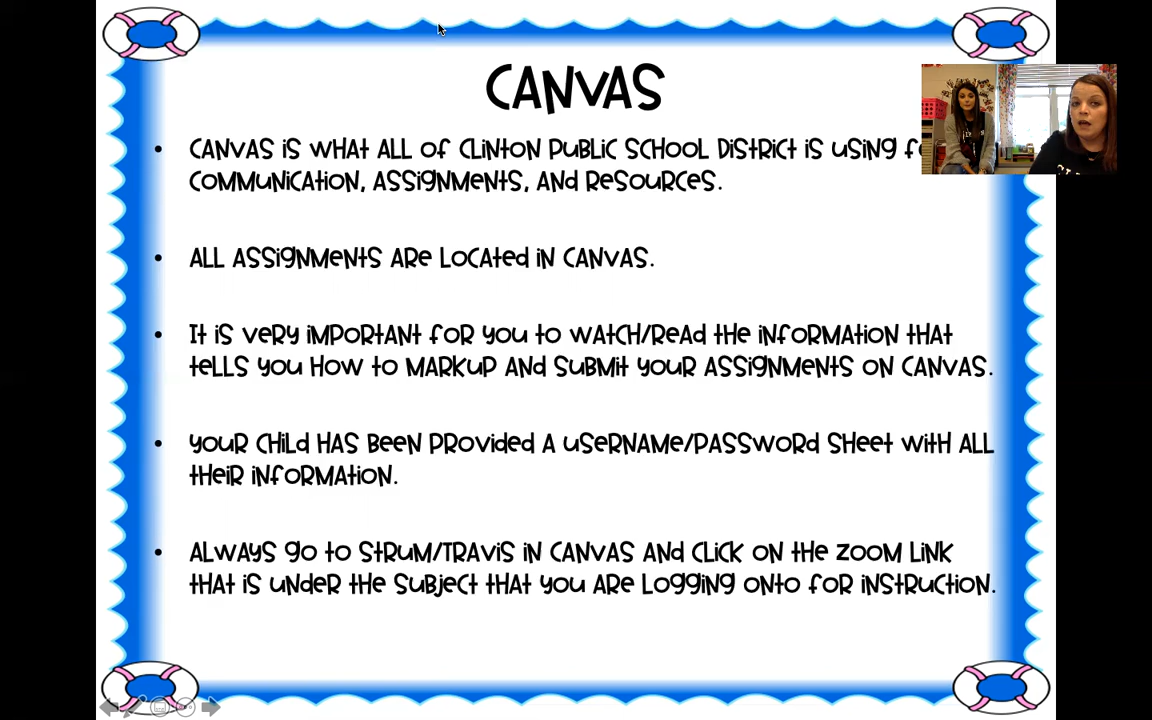 CANVAS
• CANVAS IS WHAT ALL OF CLINTON PUBLIC SCHOOL DISTRICT IS USING
COMMUNICATION, ASSIGNMENTS, AND RESOURCES.
• ALL ASSIGNMENTS ARE LOCATED IN CANVAS.
• IT IS VERY IMPORTANT FOR YOU TO WATCH/READ THE INFORMATION THAT
TELLS YOU HOW TO MARKUP AND SUBMIT YOUR ASSIGNMENTS ON CANVAS.
• YOUR CHILD HAS BEEN PROVIDED A USERNAME/PASSWORD SHEET WITH ALL
THEIR INFORMATION.
• ALWAYS GO TO STRUM/TRAVIS IN CANVAS AND CLICK ON THE ZOOM LINK
THAT IS UNDER THE SUBJECT THAT YOU ARE LOGGING ONTO FOR INSTRUCTION.